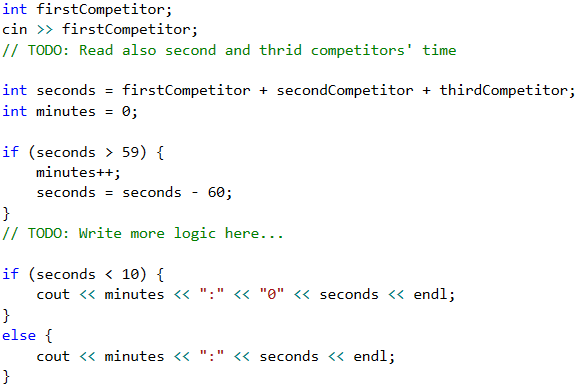 int firstCompetitor;
cin >> firstCompetitor;
// TODO: Read also second and thrid competitors' time

int seconds = firstCompetitor + secondCompetitor + thirdCompetitor;
int minutes = 0;

if (seconds > 59) {
    minutes++;
    seconds = seconds - 60;
}
// TODO: Write more logic here...

if (seconds < 10) {
    cout << minutes << ":" << "0" << seconds << endl;
}
else {
    cout << minutes << ":" << seconds << endl;
}